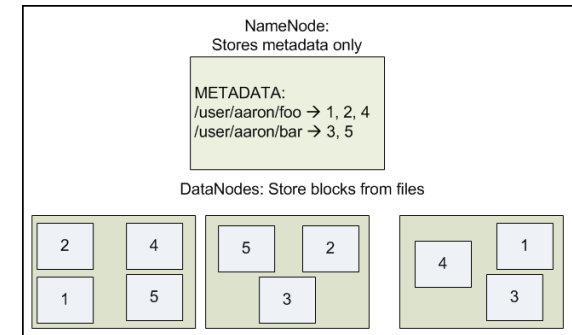 NameNode:
Stores metadata only
METADATA:
/user/aaron/foo → 1, 2, 4
/user/aaron/bar → 3, 5
DataNodes: Store blocks from files
2 4
1 5
5 2
3
1
4
3